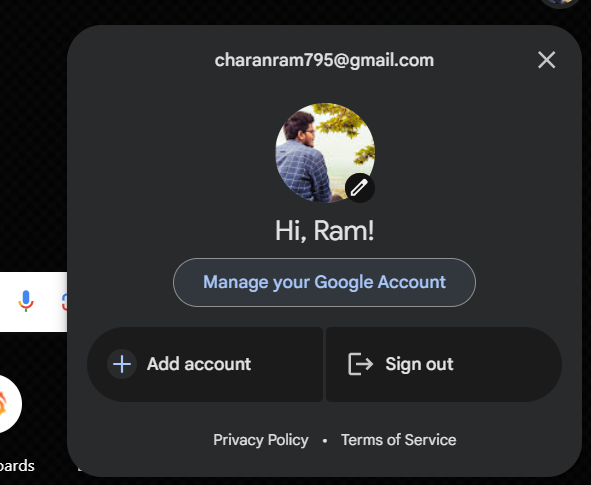 charanram795@gmail.com
Hi, Ram!
Manage your Google Account
Add account
Sign out
Privacy Policy • Terms of Service